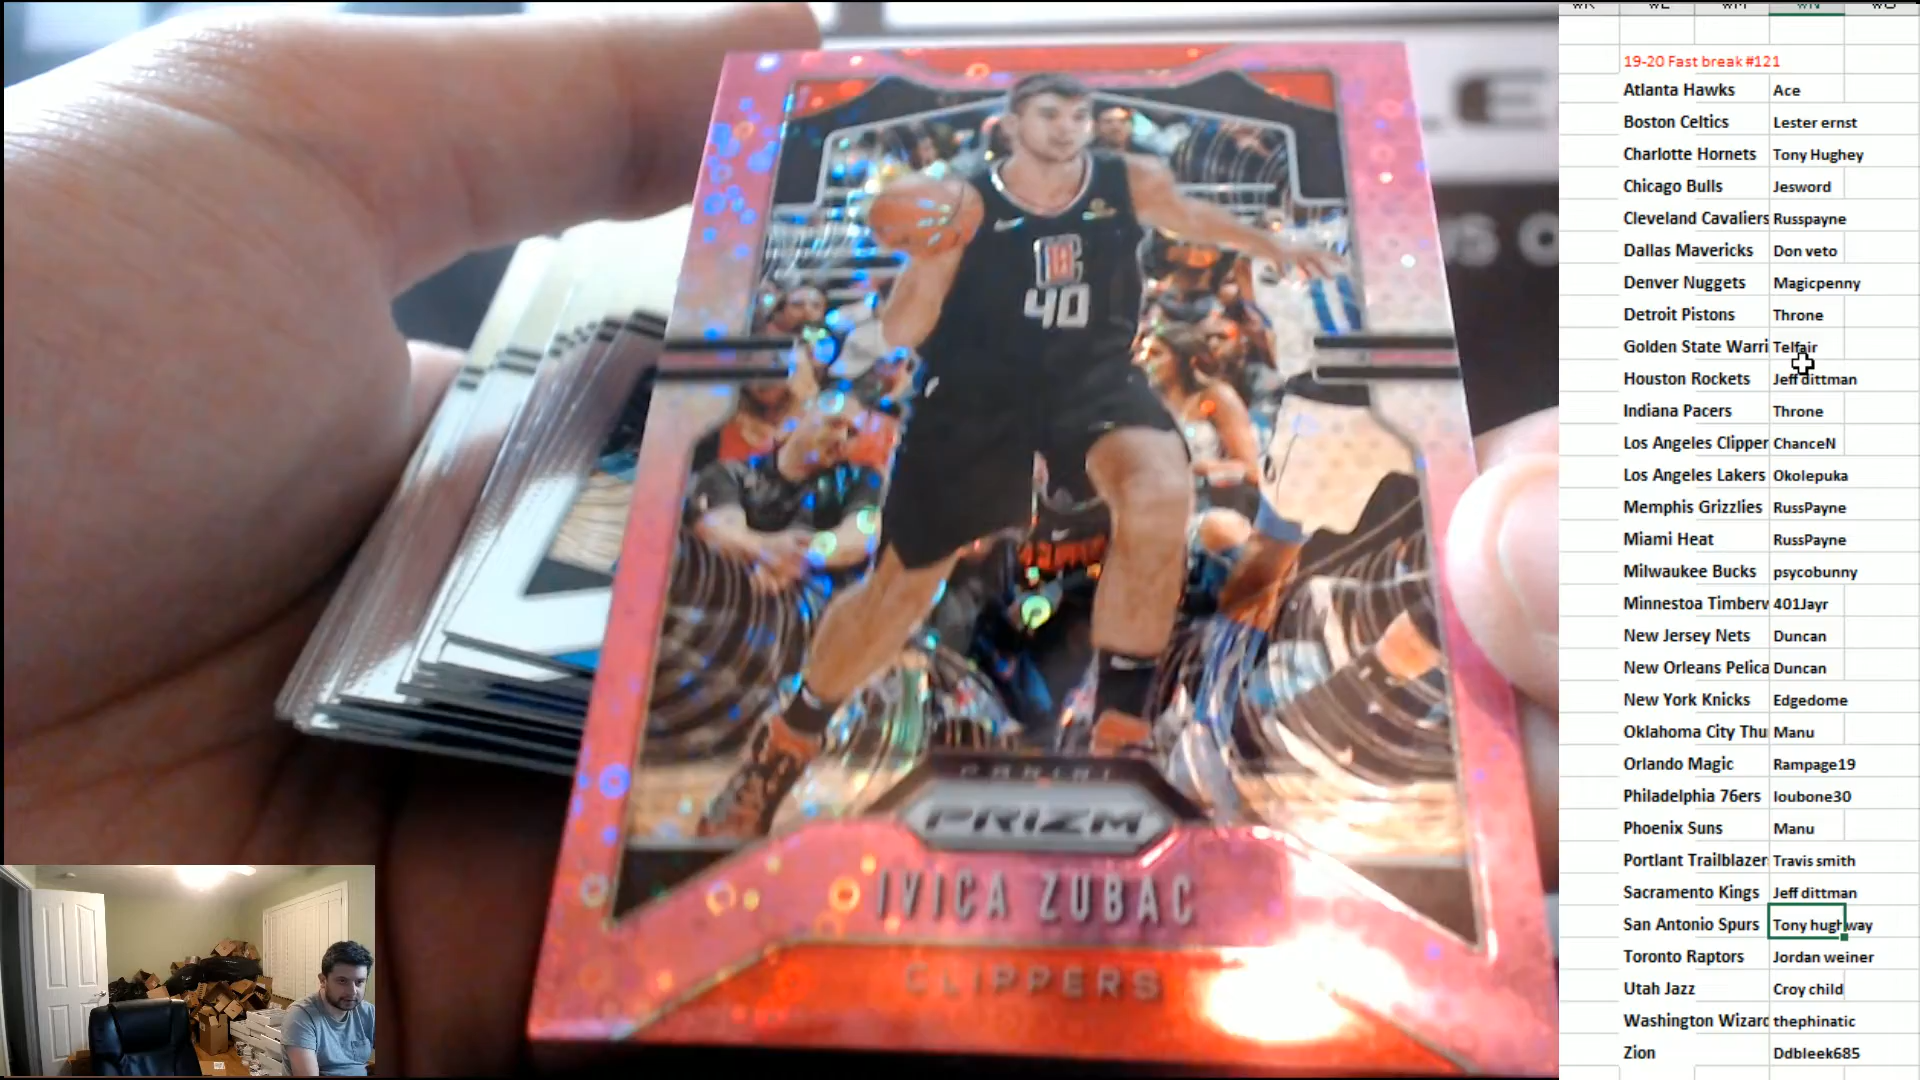 40
PANINI
PRIZM
IVICA ZUBAC
CLIPPERS
19-20 Fast break #121
Atlanta Hawks Ace
Boston Celtics Lester ernst
Charlotte Hornets Tony Hughey
Chicago Bulls Jesword
Cleveland Cavaliers Russpayne
Dallas Mavericks Don veto
Denver Nuggets Magicpenny
Detroit Pistons Throne
Golden State Warri Telfair
Houston Rockets Jeff dittman
Indiana Pacers Throne
Los Angeles Clipper ChanceN
Los Angeles Lakers Okolepuka
Memphis Grizzlies RussPayne
Miami Heat RussPayne
Milwaukee Bucks psycobunny
Minnestoa Timberw 401Jayr
New Jersey Nets Duncan
New Orleans Pelica Duncan
New York Knicks Edgedome
Oklahoma City Thu Manu
Orlando Magic Rampage19
Philadelphia 76ers loubone30
Phoenix Suns Manu
Portlant Trailblazer Travis smith
Sacramento Kings Jeff dittman
San Antonio Spurs Tony hughway
Toronto Raptors Jordan weiner
Utah Jazz Croy child
Washington Wizard thephinatic
Zion Ddbleek685